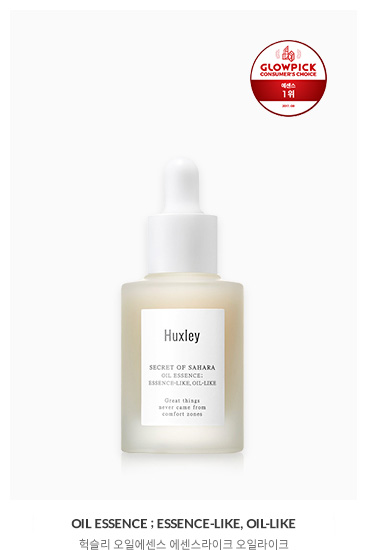 GLOWPICK
CONSUMER'S CHOICE
에센스
1위
Huxley
SECRET OF SAHARA
OIL ESSENCE;
ESSENCE-LIKE, OIL-LIKE
Great things
never came from
comfort zones
OIL ESSENCE ; ESSENCE-LIKE, OIL-LIKE
헉슬리 오일에센스 에센스라이크 오일라이크